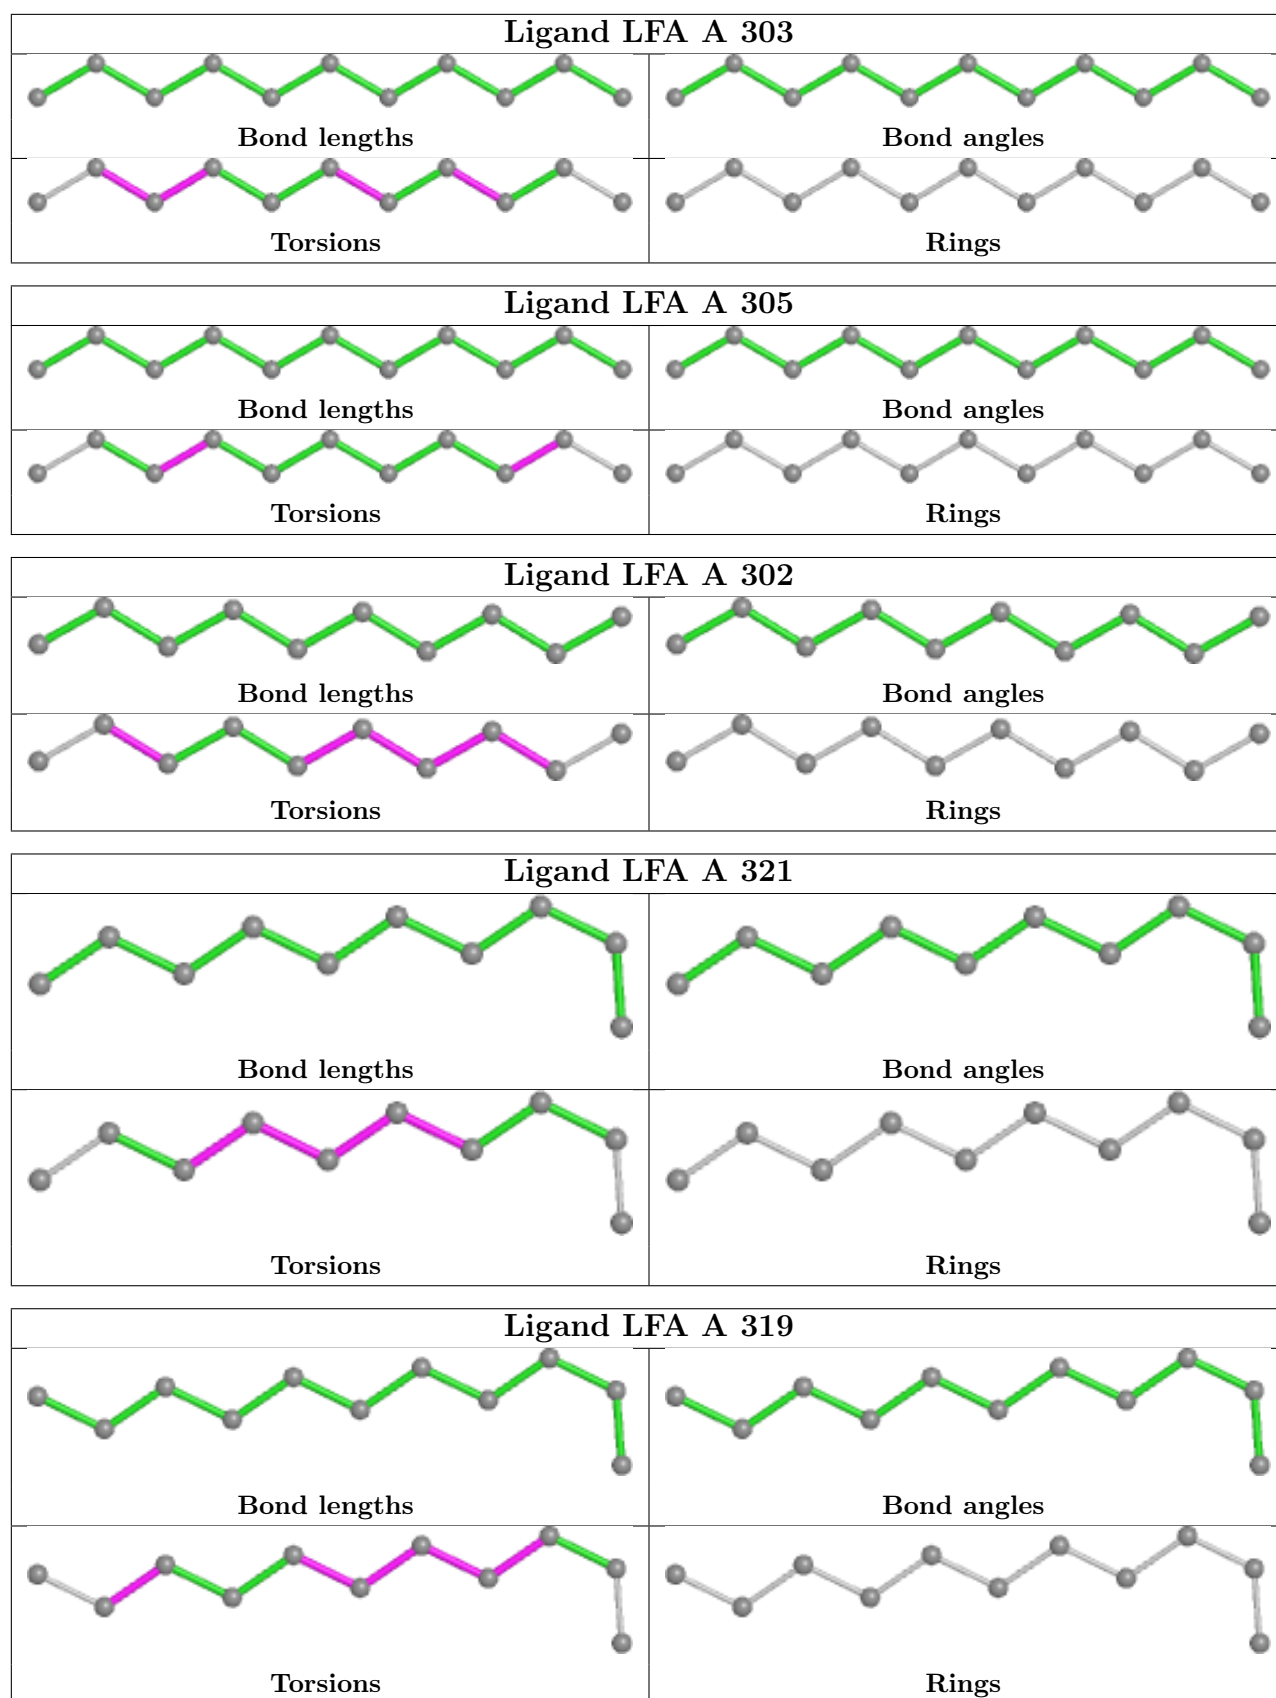 Ligand LFA A 303
Bond lengths
Bond angles
Torsions
Rings
Ligand LFA A 305
Bond lengths
Bond angles
Torsions
Rings
Ligand LFA A 302
Bond lengths
Bond angles
Torsions
Rings
Ligand LFA A 321
Bond lengths
Bond angles
Torsions
Rings
Ligand LFA A 319
Bond lengths
Bond angles
Torsions
Rings